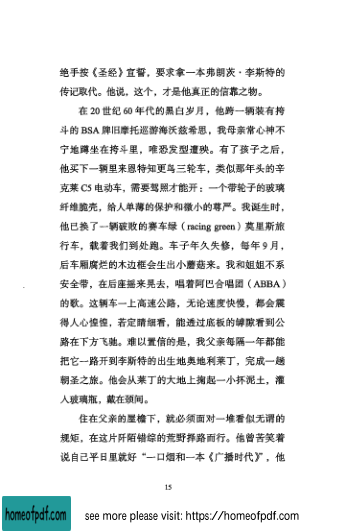 绝手按《圣经》宣誓，要求拿一本弗朗茨·李斯特的
传记取代。他说，这个，才是他真正的信靠之物。
在20世纪60年代的黑白岁月，他跨一辆装有挎
斗的BSA牌旧摩托巡游海沃兹希思，我母亲常心神不
宁地蹲坐在挎斗里，唯恐发型遭殃。有了孩子之后，
他买下一辆里来恩特知更鸟三轮车，类似那年头的辛
克莱C5电动车，需要驾照才能开：一个带轮子的玻璃
纤维脆壳，给人单薄的保护和微小的尊严。我诞生时，
他已换了一辆破败的赛车绿（racing green）莫里斯旅
行车，载着我们到处跑。车子年久失修，每年9月，
后车厢腐烂的木边框会生出小蘑菇来。我和姐姐不系
安全带，在后座摇来晃去，唱着阿巴合唱团（ABBA）
的歌。这辆车一上高速公路，无论速度快慢，都会震
得人心惶惶，若定睛细看，能透过底板的罅隙看到公
路在下方飞驰。难以置信的是，我父亲每隔一年都能
把它一路开到李斯特的出生地奥地利莱丁，完成一趟
朝圣之旅。他会从莱丁的大地上掬起一小抔泥土，灌
入玻璃瓶，戴在颈间。
住在父亲的屋檐下，就必须面对一堆看似无谓的
规矩，在这片阡陌错综的荒野择路而行。他曾苦笑着
说自己平日里就好“一口烟和一本《广播时代》”，他
15
homeofpdf.com
see more please visit: https://homeofpdf.com